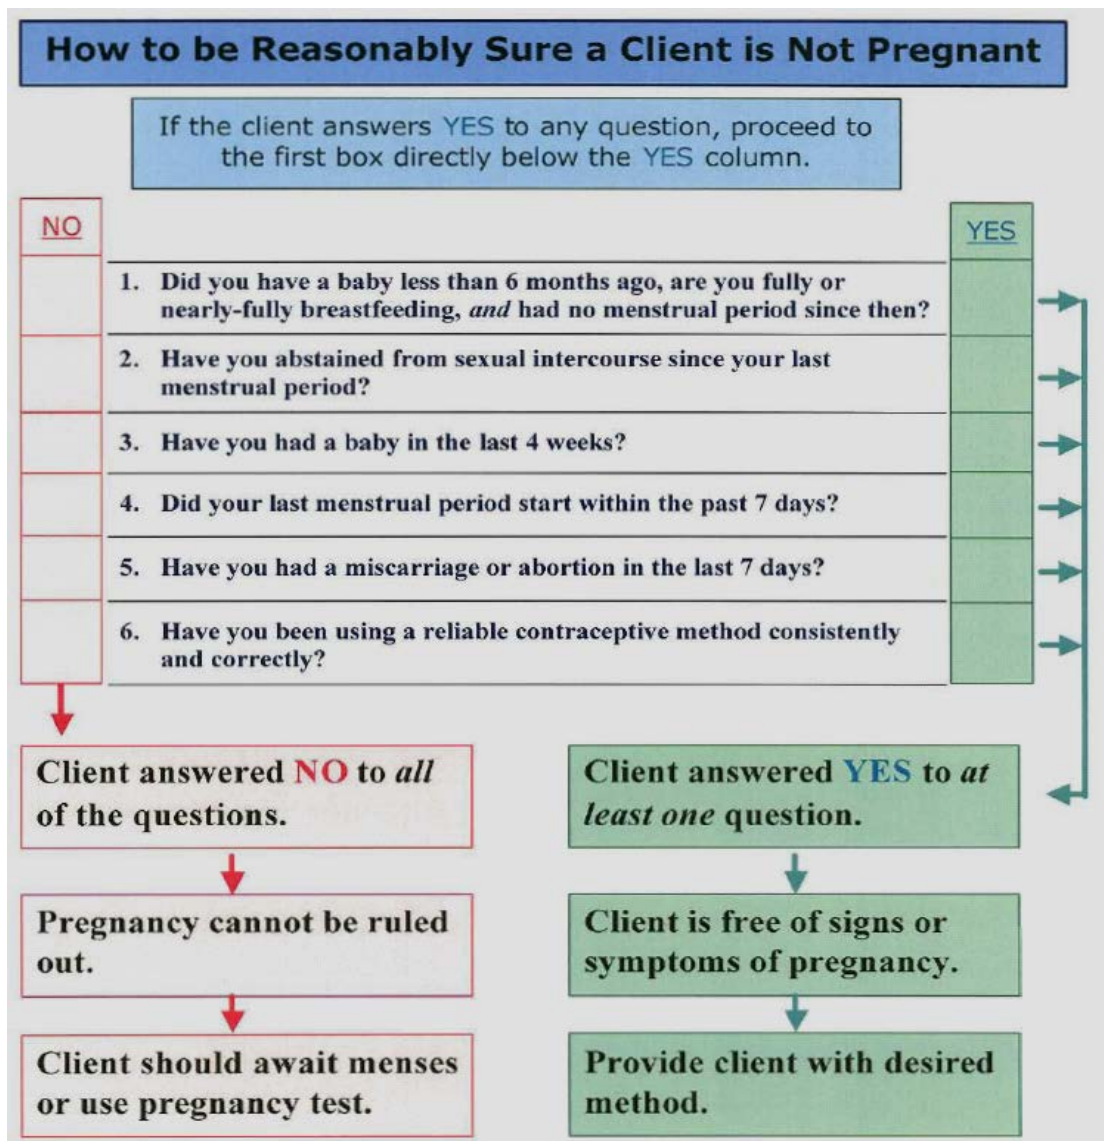 How to be Reasonably Sure a Client is Not Pregnant
If the client answers YES to any question, proceed to
the first box directly below the YES column.
NO
YES
1. Did you have a baby less than 6 months ago, are you fully or
nearly-fully breastfeeding, and had no menstrual period since then?
2. Have you abstained from sexual intercourse since your last
menstrual period?
3. Have you had a baby in the last 4 weeks?
4. Did your last menstrual period start within the past 7 days?
5. Have you had a miscarriage or abortion in the last 7 days?
6. Have you been using a reliable contraceptive method consistently
and correctly?
Client answered NO to all
of the questions.
Pregnancy cannot be ruled
out.
Client should await menses
or use pregnancy test.
Client answered YES to at
least one question.
Client is free of signs or
symptoms of pregnancy.
Provide client with desired
method.